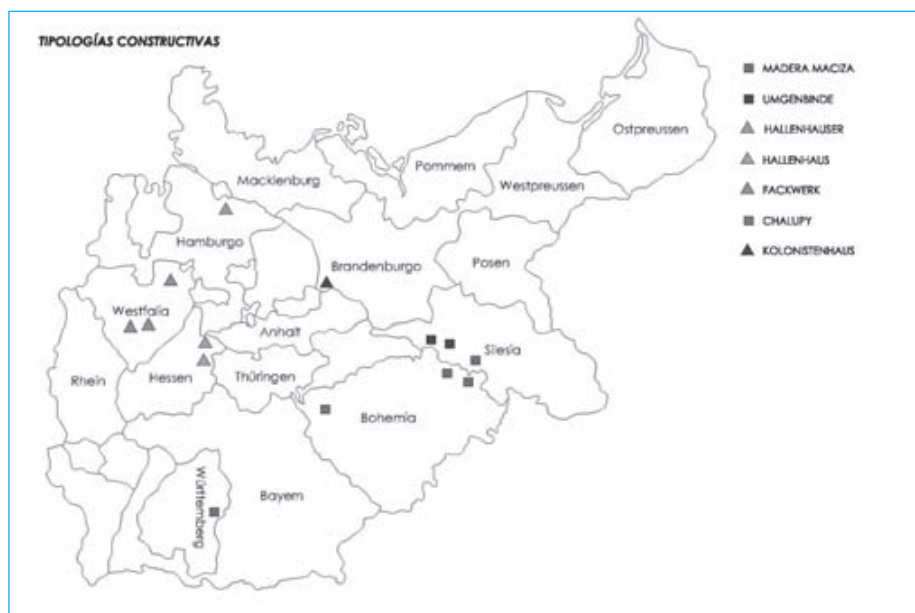 TIPOLOGÍAS CONSTRUCTIVAS
MADERA MACIZA
UMGENBINDE
HALLENHAUSER
HALLENHAUS
FACKWERK
CHALUPY
KOLONISTENHAUS
Ostpreussen
Pommern
Westpreussen
Macklenburg
Hamburgo
Brandenburgo
Posen
Westfalia
Anhalt
Silesia
Rhein
Hessen
Thüringen
Bohemia
Württemberg
Bayern